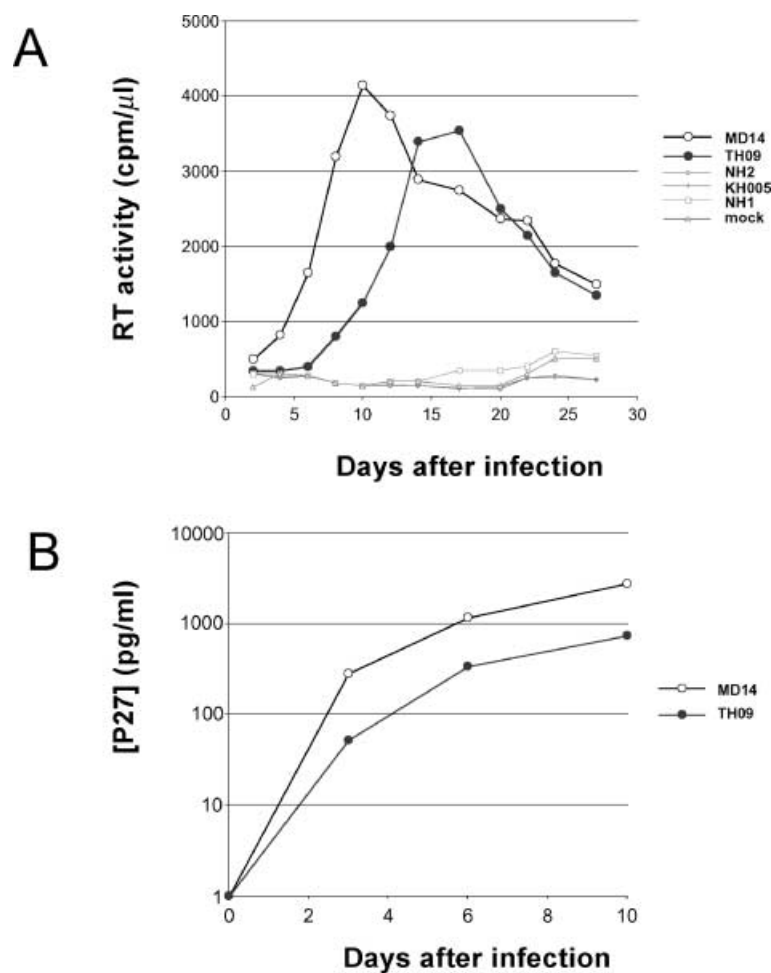 A
RT activity (cpm/µl)
5000
4000
3000
2000
1000
0
0 5 10 15 20 25 30
Days after infection
MD14
TH09
NH2
KH005
NH1
mock
B
[P27] (pg/ml)
10000
1000
100
10
1
0 2 4 6 8 10
Days after infection
MD14
TH09